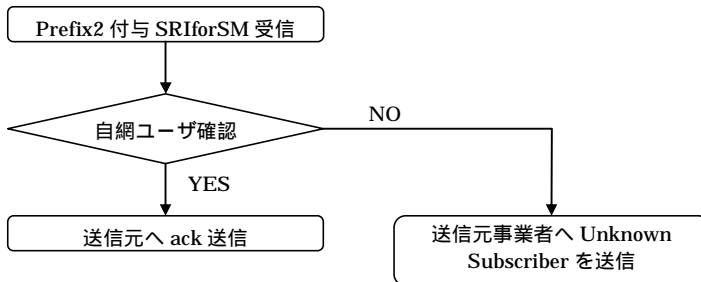 Prefix2 付与 SRIforSM 受信
自網ユーザ確認
NO
YES
送信元へ ack 送信
送信元事業者へ Unknown
Subscriber を送信